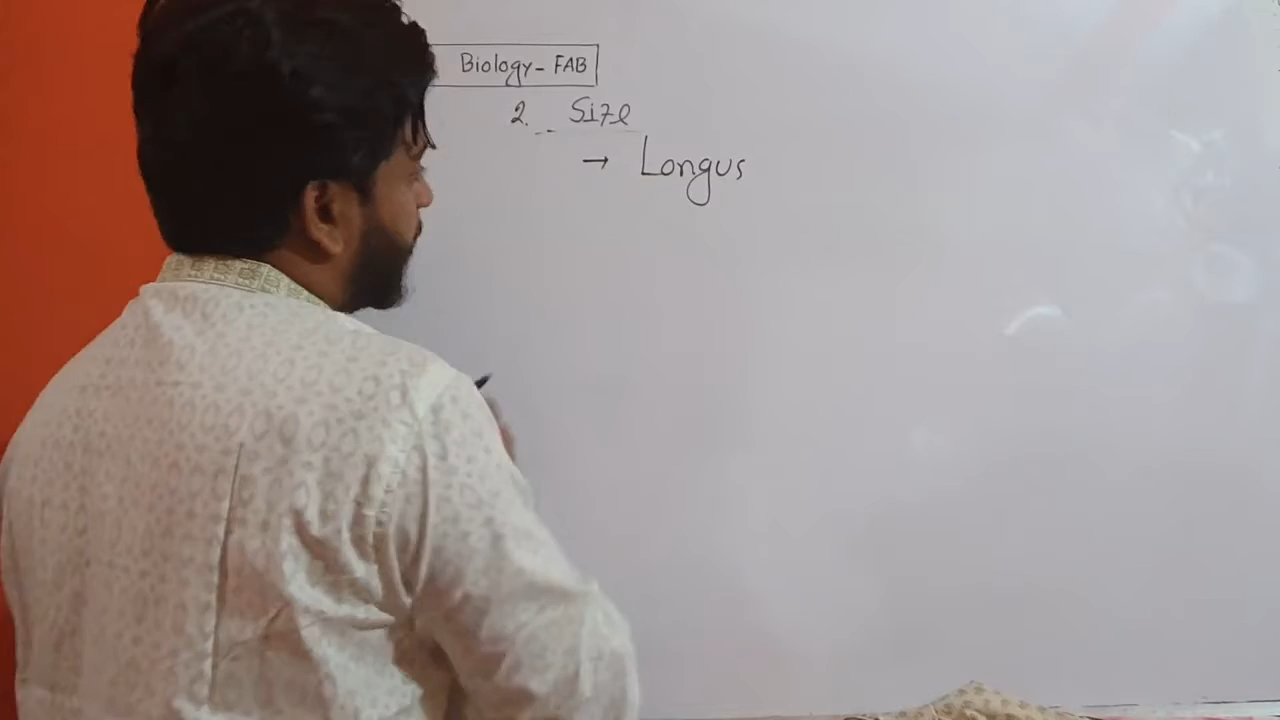 Biology - FAB
2. Size
→ Longus